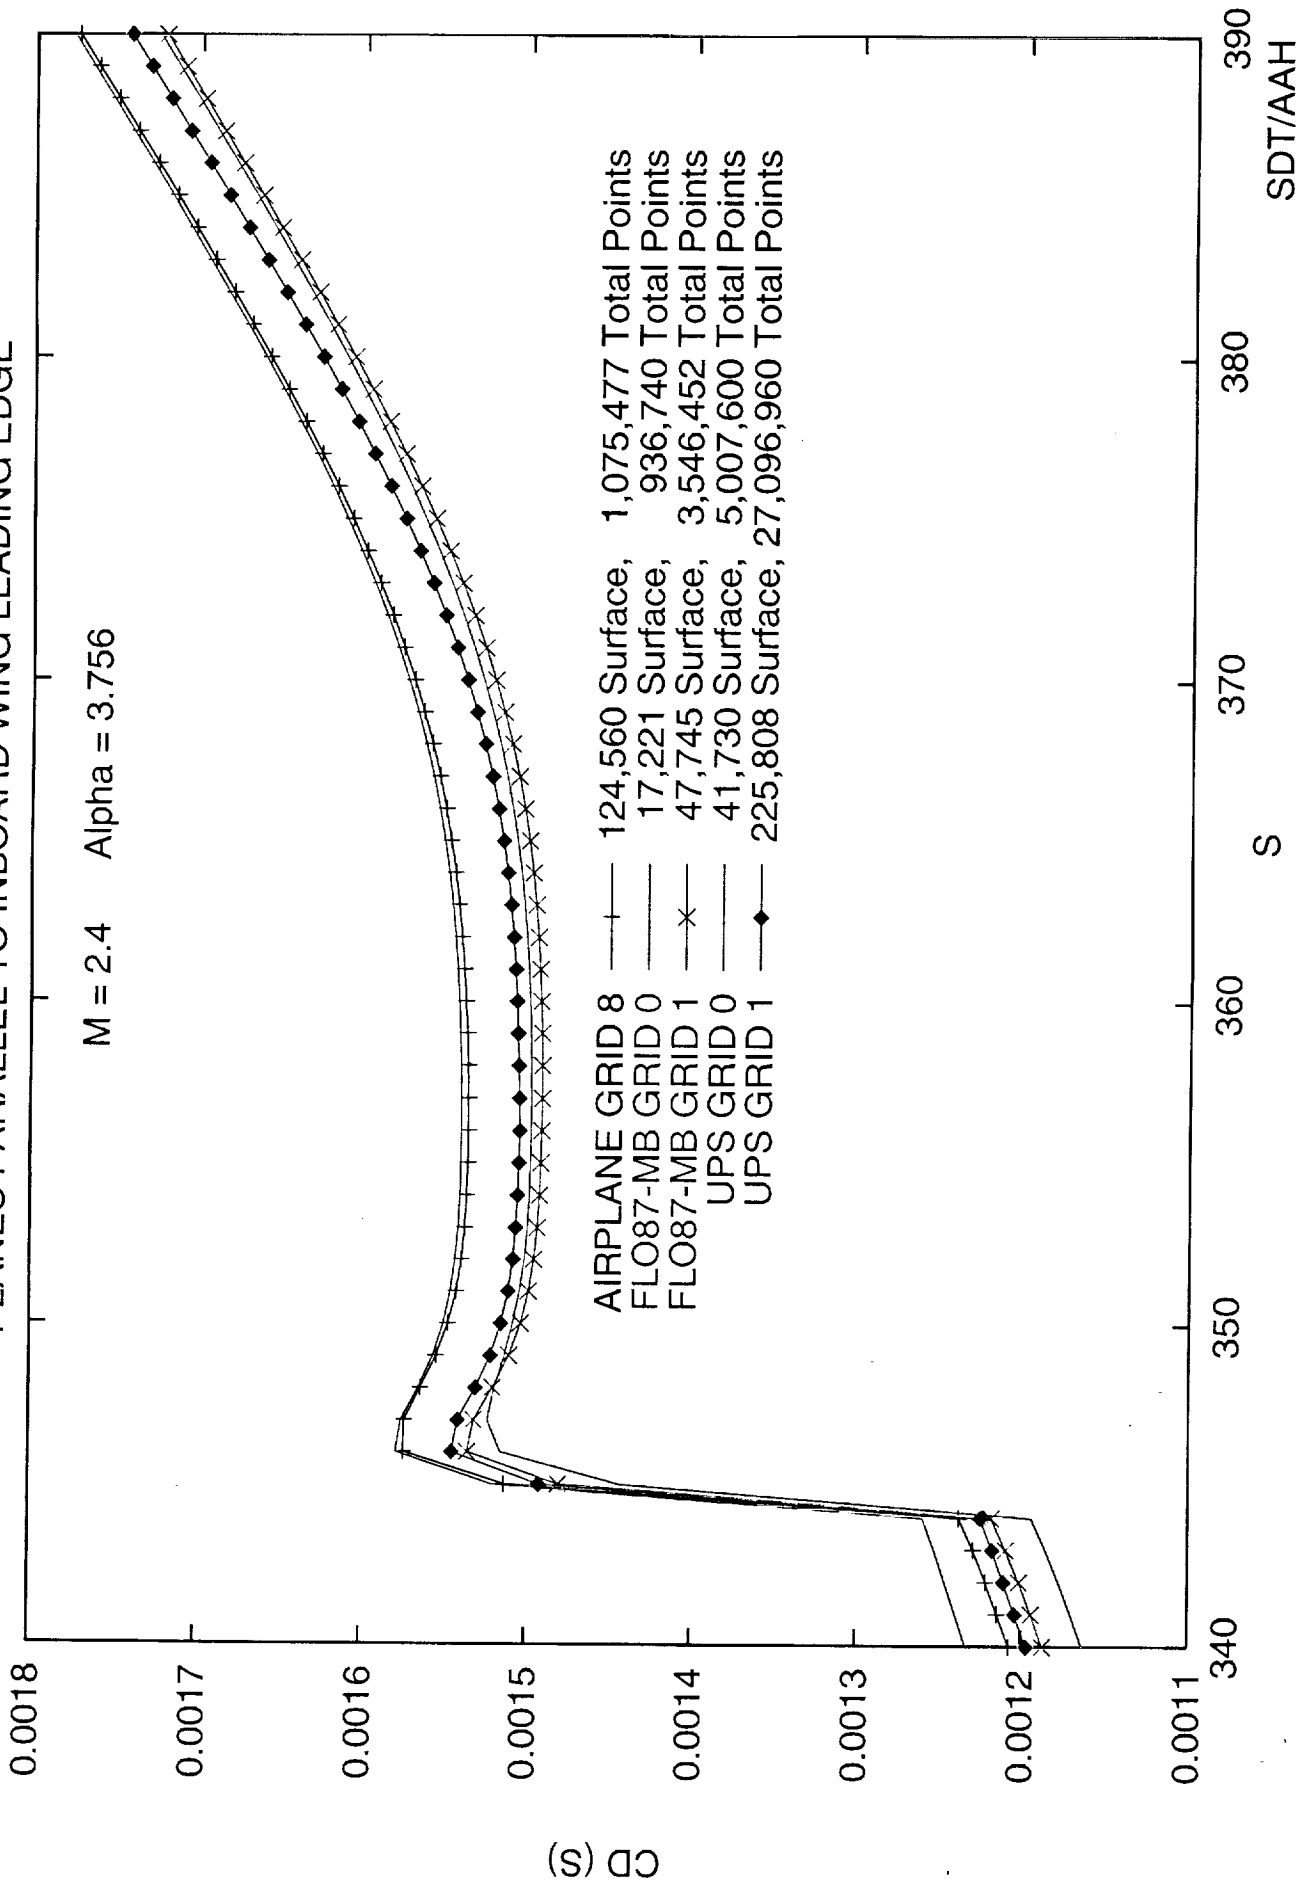 PLANES PARALLEL TO INBOARD WING LEADING EDGE
M = 2.4 Alpha = 3.756
CD (S)
0.0018
0.0017
0.0016
0.0015
0.0014
0.0013
0.0012
0.0011
AIRPLANE GRID 8 124,560 Surface, 1,075,477 Total Points
FLO87-MB GRID 0 17,221 Surface, 936,740 Total Points
FLO87-MB GRID 1 47,745 Surface, 3,546,452 Total Points
UPS GRID 0 41,730 Surface, 5,007,600 Total Points
UPS GRID 1 225,808 Surface, 27,096,960 Total Points
340 350 360 370 380 390
S
SDT/AAH